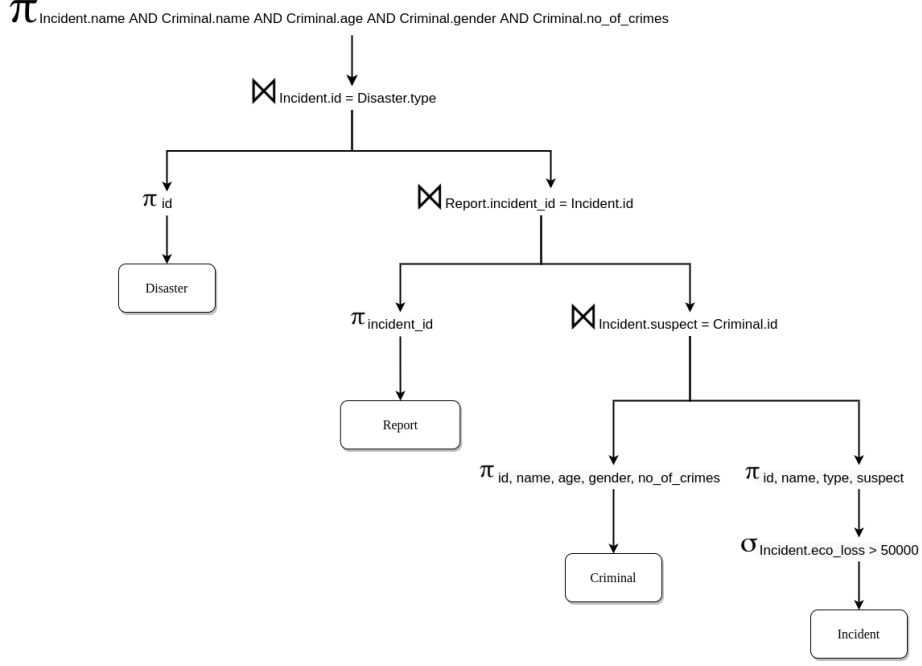 π Incident.name AND Criminal.name AND Criminal.age AND Criminal.gender AND Criminal.no_of_crimes
⋈ Incident.id = Disaster.type
π id
⋈ Report.incident_id = Incident.id
Disaster
π incident_id
⋈ Incident.suspect = Criminal.id
Report
π id, name, age, gender, no_of_crimes
π id, name, type, suspect
σ Incident.eco_loss > 50000
Criminal
Incident